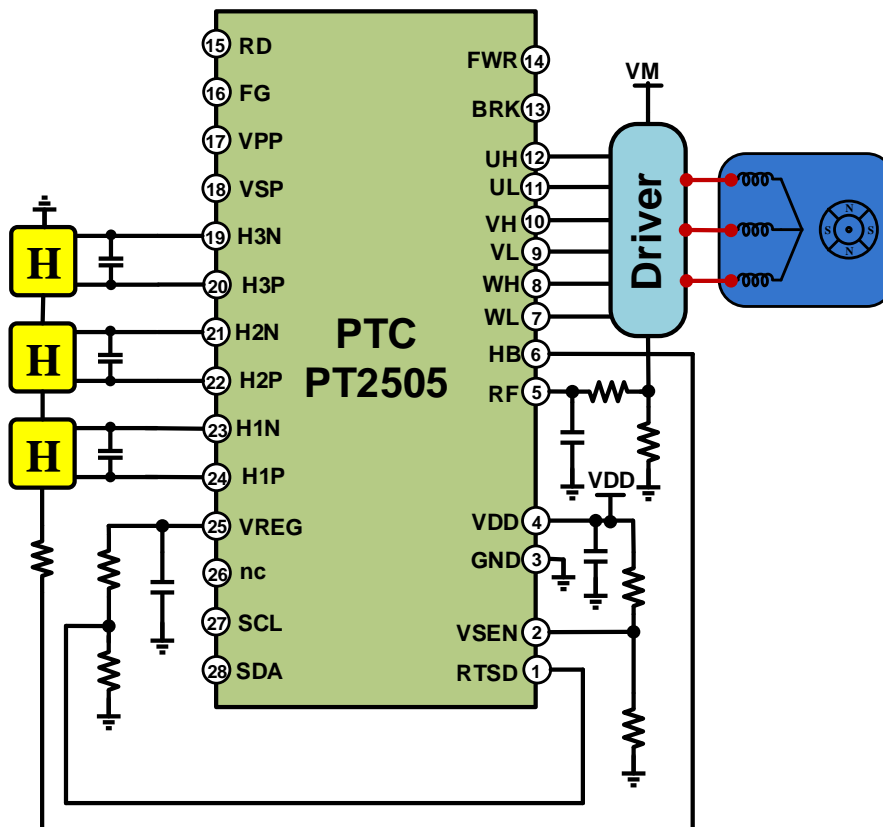 15 RD
16 FG
17 VPP
18 VSP
19 H3N
20 H3P
21 H2N
22 H2P
23 H1N
24 H1P
25 VREG
26 nc
27 SCL
28 SDA
H
H
H
PTC
PT2505
FWR 14
BRK 13
UH 12
UL 11
VH 10
VL 9
WH 8
WL 7
HB 6
RF 5
VDD 4
GND 3
VSEN 2
RTSD 1
VM
Driver
N
S S
N
VDD